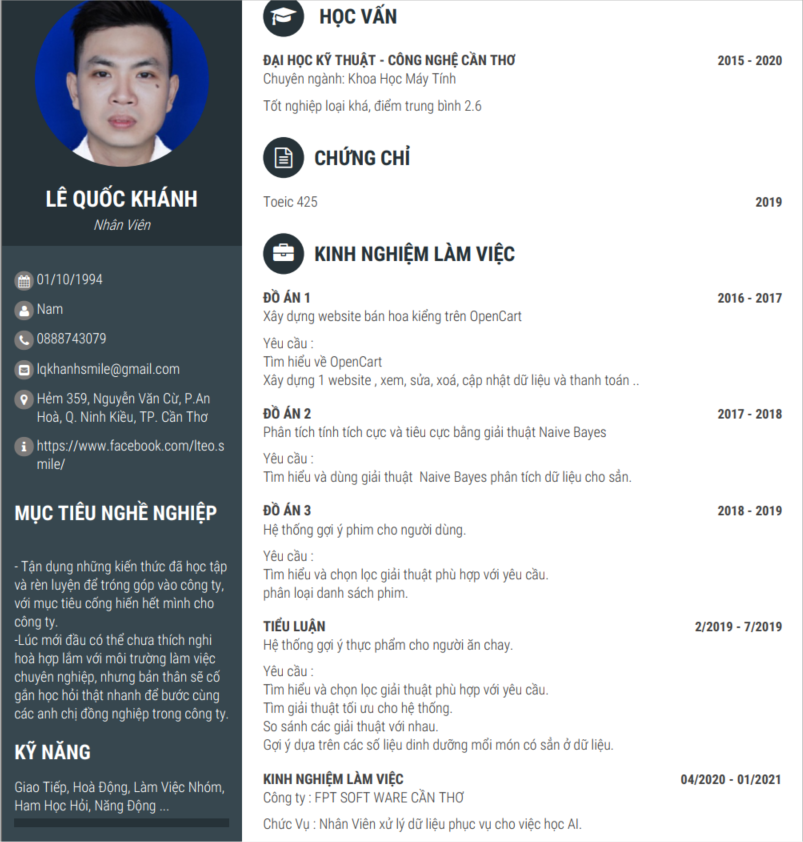 LÊ QUỐC KHÁNH
Nhân Viên
01/10/1994
Nam
0888743079
lqkhanhsmile@gmail.com
Hẻm 359, Nguyễn Văn Cừ, P.An
Hoà, Q. Ninh Kiều, TP. Cần Thơ
https://www.facebook.com/lteo.s
mile/
MỤC TIÊU NGHỀ NGHIỆP
- Tận dụng những kiến thức đã học tập
và rèn luyện để tróng góp vào công ty,
với mục tiêu cống hiến hết mình cho
công ty.
-Lúc mới đầu có thể chưa thích nghi
hoà hợp lắm với môi trường làm việc
chuyên nghiệp, nhưng bản thân sẽ cố
gắn học hỏi thật nhanh để bước cùng
các anh chị đồng nghiệp trong công ty.
KỸ NĂNG
Giao Tiếp, Hoà Động, Làm Việc Nhóm,
Ham Học Hỏi, Năng Động ...
HỌC VẤN
ĐẠI HỌC KỸ THUẬT - CÔNG NGHỆ CẦN THƠ 2015 - 2020
Chuyên ngành: Khoa Học Máy Tính
Tốt nghiệp loại khá, điểm trung bình 2.6
CHỨNG CHỈ
Toeic 425 2019
KINH NGHIỆM LÀM VIỆC
ĐỒ ÁN 1 2016 - 2017
Xây dựng website bán hoa kiểng trên OpenCart
Yêu cầu :
Tìm hiểu về OpenCart
Xây dựng 1 website , xem, sửa, xoá, cập nhật dữ liệu và thanh toán ..
ĐỒ ÁN 2 2017 - 2018
Phân tích tính tích cực và tiêu cực bằng giải thuật Naive Bayes
Yêu cầu :
Tìm hiểu và dùng giải thuật Naive Bayes phân tích dữ liệu cho sẳn.
ĐỒ ÁN 3 2018 - 2019
Hệ thống gợi ý phim cho người dùng.
Yêu cầu :
Tìm hiểu và chọn lọc giải thuật phù hợp với yêu cầu.
phân loại danh sách phim.
TIỂU LUẬN 2/2019 - 7/2019
Hệ thống gợi ý thực phẩm cho người ăn chay.
Yêu cầu :
Tìm hiểu và chọn lọc giải thuật phù hợp với yêu cầu.
Tìm giải thuật tối ưu cho hệ thống.
So sánh các giải thuật với nhau.
Gợi ý dựa trên các số liệu dinh dưỡng mổi món có sẳn ở dữ liệu.
KINH NGHIỆM LÀM VIỆC 04/2020 - 01/2021
Công ty : FPT SOFT WARE CẦN THƠ
Chức Vụ : Nhân Viên xử lý dữ liệu phục vụ cho việc học AI.